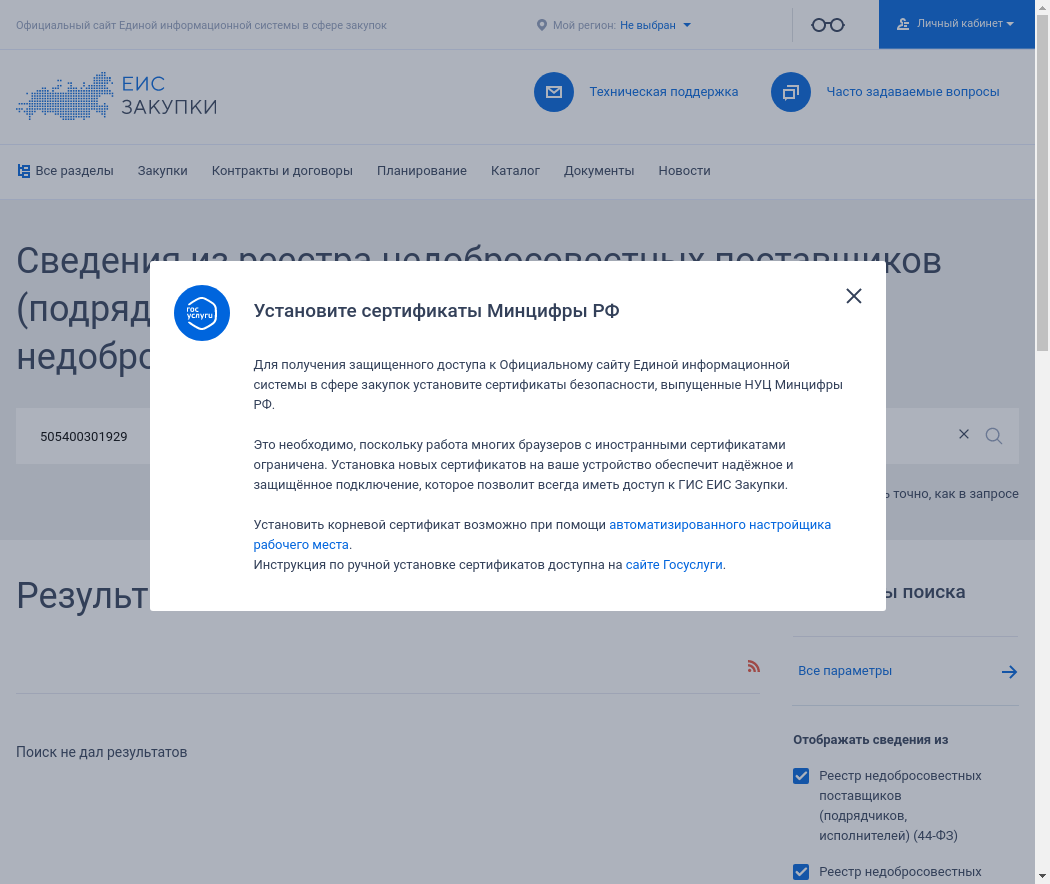 Официальный сайт Единой информационной системы в сфере закупок
Мой регион: Не выбран
Личный кабинет
ЕИС
ЗАКУПКИ
Техническая поддержка
Часто задаваемые вопросы
Все разделы Закупки Контракты и договоры Планирование Каталог Документы Новости
Сведения из реестра недобросовестных поставщиков
(подряд
недобро
505400301929
ь точно, как в запросе
гос
услуги
Установите сертификаты Минцифры РФ
Для получения защищенного доступа к Официальному сайту Единой информационной
системы в сфере закупок установите сертификаты безопасности, выпущенные НУЦ Минцифры
РФ.
Это необходимо, поскольку работа многих браузеров с иностранными сертификатами
ограничена. Установка новых сертификатов на ваше устройство обеспечит надёжное и
защищённое подключение, которое позволит всегда иметь доступ к ГИС ЕИС Закупки.
Установить корневой сертификат возможно при помощи автоматизированного настройщика
рабочего места.
Инструкция по ручной установке сертификатов доступна на сайте Госуслуги.
Результ
ы поиска
Все параметры
Поиск не дал результатов
Отображать сведения из
Реестр недобросовестных
поставщиков
(подрядчиков,
исполнителей) (44-ФЗ)
Реестр недобросовестных